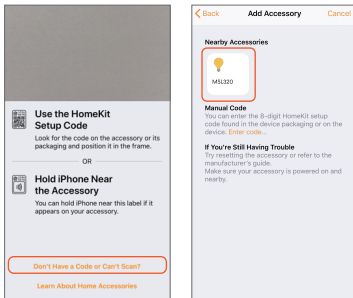 Use the HomeKit
Setup Code
Look for the code on the accessory or its
packaging and position it in the frame.
OR
Hold iPhone Near
the Accessory
You can hold iPhone near this label if it
appears on your accessory.
Don't Have a Code or Can't Scan?
Learn About Home Accessories
Back Add Accessory Cancel
Nearby Accessories
MSL320
Manual Code
You can enter the 8-digit HomeKit setup
code found in the device packaging or on the
device. Enter code...
If You're Still Having Trouble
Try resetting the accessory or refer to the
manufacturer's guide.
Make sure your accessory is powered on and
nearby.